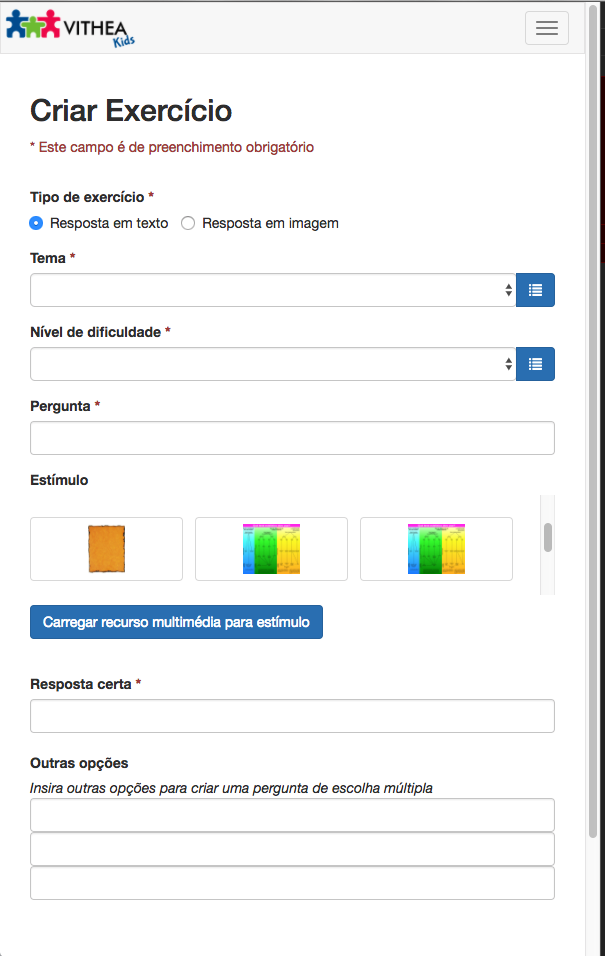 VITHEA
Kids
Criar Exercício
* Este campo é de preenchimento obrigatório
Tipo de exercício *
Resposta em texto Resposta em imagem
Tema *
Nível de dificuldade *
Pergunta *
Estímulo
Carregar recurso multimédia para estímulo
Resposta certa *
Outras opções
Insira outras opções para criar uma pergunta de escolha múltipla